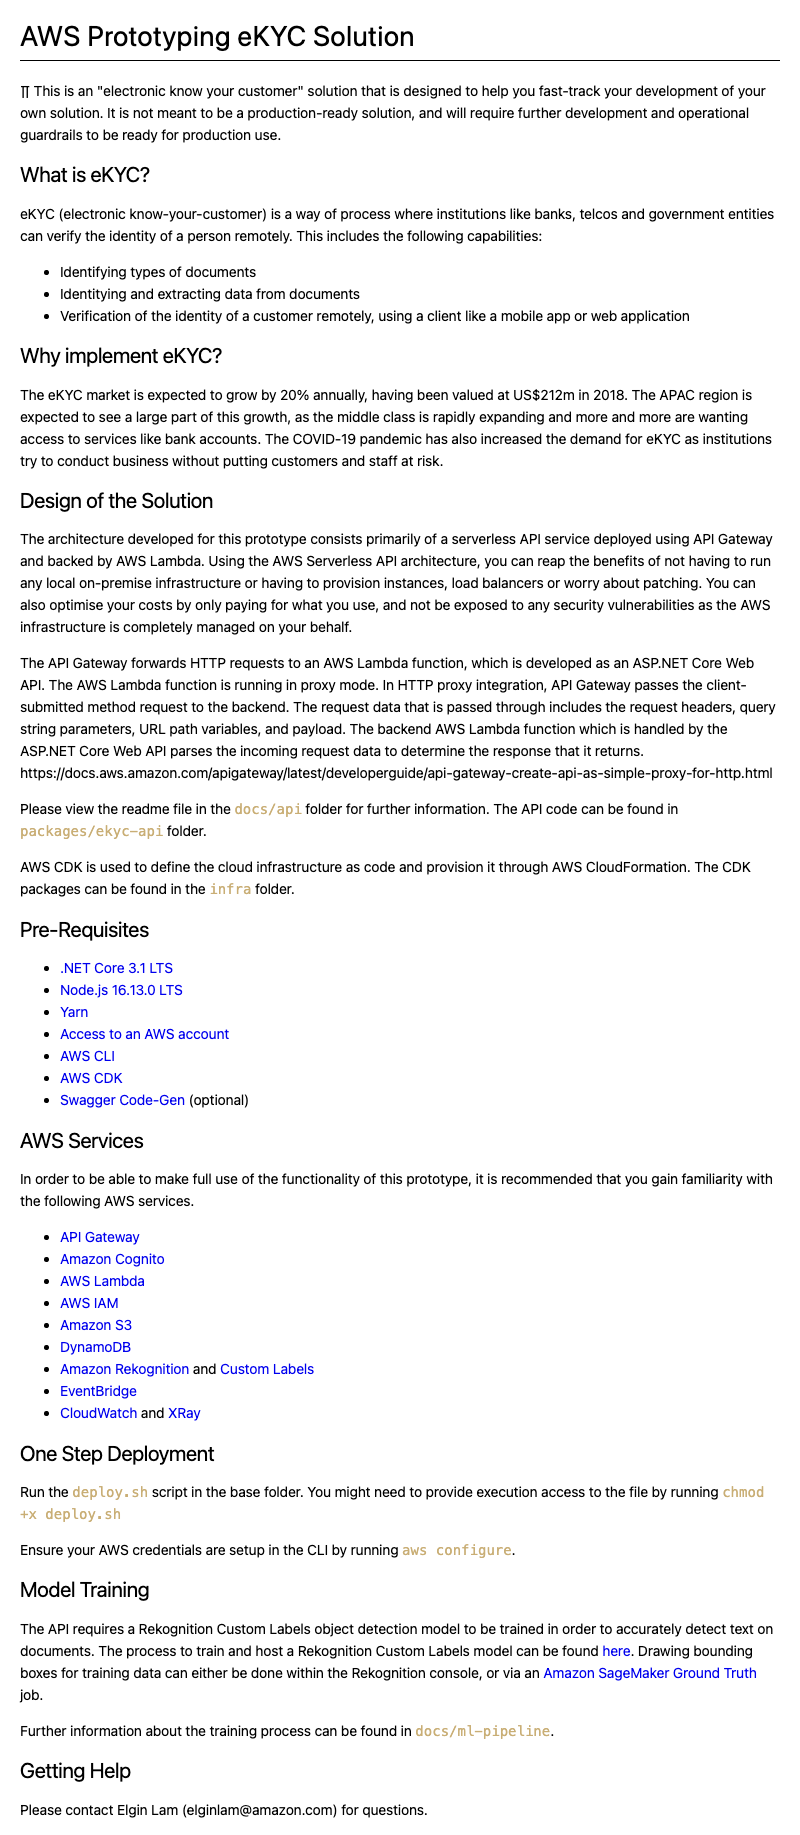 AWS Prototyping eKYC Solution
This is an "electronic know your customer" solution that is designed to help you fast-track your development of your
own solution. It is not meant to be a production-ready solution, and will require further development and operational
guardrails to be ready for production use.
What is eKYC?
eKYC (electronic know-your-customer) is a way of process where institutions like banks, telcos and government entities
can verify the identity of a person remotely. This includes the following capabilities:
• Identifying types of documents
• Identitying and extracting data from documents
• Verification of the identity of a customer remotely, using a client like a mobile app or web application
Why implement eKYC?
The eKYC market is expected to grow by 20% annually, having been valued at US$212m in 2018. The APAC region is
expected to see a large part of this growth, as the middle class is rapidly expanding and more and more are wanting
access to services like bank accounts. The COVID-19 pandemic has also increased the demand for eKYC as institutions
try to conduct business without putting customers and staff at risk.
Design of the Solution
The architecture developed for this prototype consists primarily of a serverless API service deployed using API Gateway
and backed by AWS Lambda. Using the AWS Serverless API architecture, you can reap the benefits of not having to run
any local on-premise infrastructure or having to provision instances, load balancers or worry about patching. You can
also optimise your costs by only paying for what you use, and not be exposed to any security vulnerabilities as the AWS
infrastructure is completely managed on your behalf.
The API Gateway forwards HTTP requests to an AWS Lambda function, which is developed as an ASP.NET Core Web
API. The AWS Lambda function is running in proxy mode. In HTTP proxy integration, API Gateway passes the client-
submitted method request to the backend. The request data that is passed through includes the request headers, query
string parameters, URL path variables, and payload. The backend AWS Lambda function which is handled by the
ASP.NET Core Web API parses the incoming request data to determine the response that it returns.
https://docs.aws.amazon.com/apigateway/latest/developerguide/api-gateway-create-api-as-simple-proxy-for-http.html
Please view the readme file in the docs/api folder for further information. The API code can be found in
packages/ekyc-api folder.
AWS CDK is used to define the cloud infrastructure as code and provision it through AWS CloudFormation. The CDK
packages can be found in the infra folder.
Pre-Requisites
• .NET Core 3.1 LTS
• Node.js 16.13.0 LTS
• Yarn
• Access to an AWS account
• AWS CLI
• AWS CDK
• Swagger Code-Gen (optional)
AWS Services
In order to be able to make full use of the functionality of this prototype, it is recommended that you gain familiarity with
the following AWS services.
• API Gateway
• Amazon Cognito
• AWS Lambda
• AWS IAM
• Amazon S3
• DynamoDB
• Amazon Rekognition and Custom Labels
• EventBridge
• CloudWatch and XRay
One Step Deployment
Run the deploy.sh script in the base folder. You might need to provide execution access to the file by running chmod
+x deploy.sh
Ensure your AWS credentials are setup in the CLI by running aws configure.
Model Training
The API requires a Rekognition Custom Labels object detection model to be trained in order to accurately detect text on
documents. The process to train and host a Rekognition Custom Labels model can be found here. Drawing bounding
boxes for training data can either be done within the Rekognition console, or via an Amazon SageMaker Ground Truth
job.
Further information about the training process can be found in docs/ml-pipeline.
Getting Help
Please contact Elgin Lam (elginlam@amazon.com) for questions.